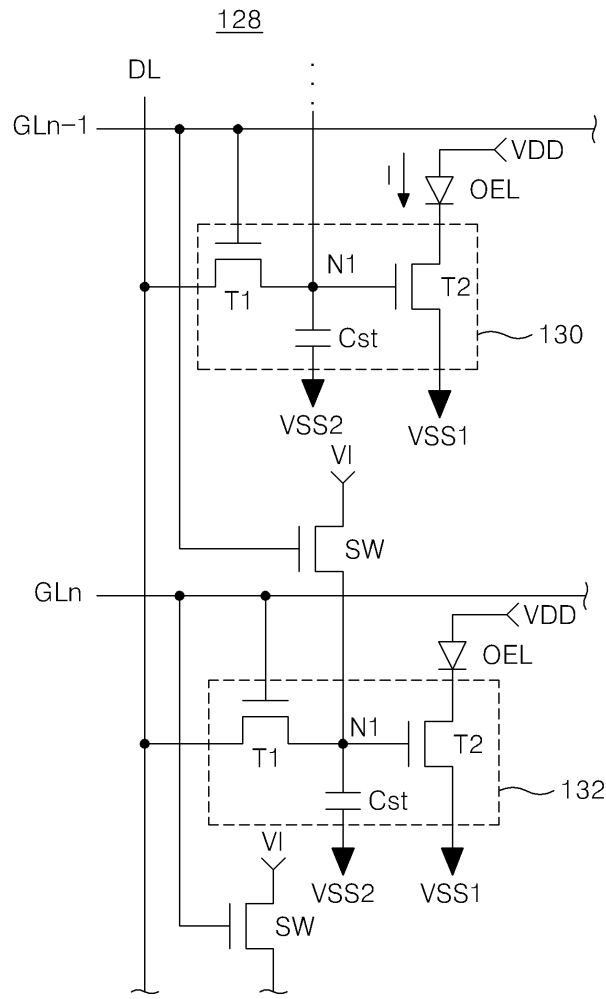 128
DL
GLn-1
VDD
I
OEL
N1
T1
T2
Cst
130
VSS2
VSS1
VI
SW
GLn
VDD
OEL
N1
T1
T2
Cst
132
VI
VSS2
VSS1
SW